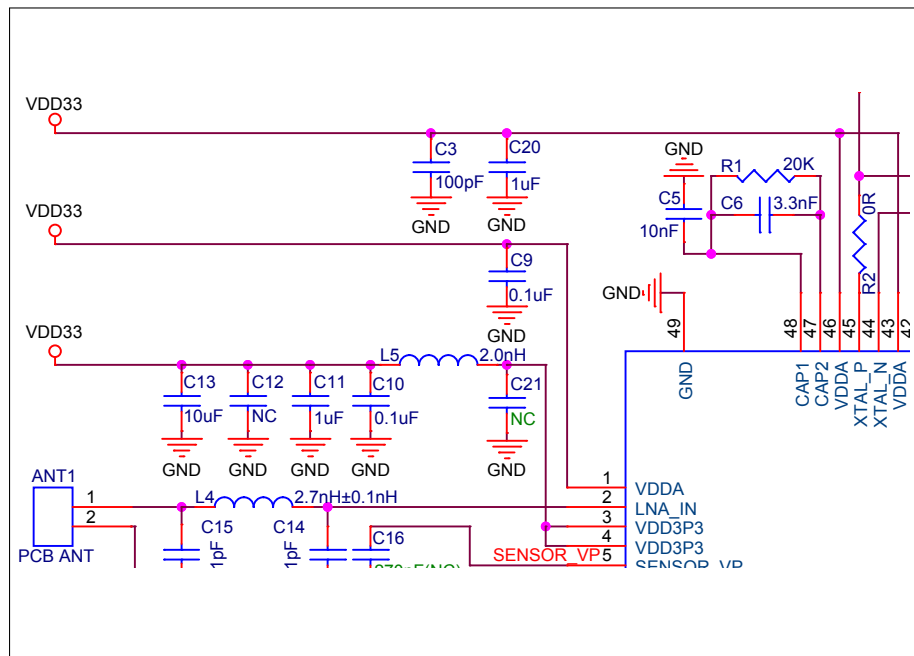 VDD33
C3
100pF
GND
C20
1uF
GND
GND
R1
20K
C5
10nF
C6
3.3nF
0R
R2
VDD33
C9
0.1uF
GND
GND
49
48
47
46
45
44
43
42
GND
CAP1
CAP2
VDDA
XTAL_P
XTAL_N
VDDA
VDD33
L5
2.0nH
C13
10uF
GND
C12
NC
GND
C11
1uF
GND
C10
0.1uF
GND
C21
NC
GND
ANT1
1
2
PCB ANT
L4
2.7nH±0.1nH
C15
1pF
C14
1pF
C16
1
VDDA
2
LNA_IN
3
VDD3P3
4
VDD3P3
SENSOR_VP
5
SENSOR_VP